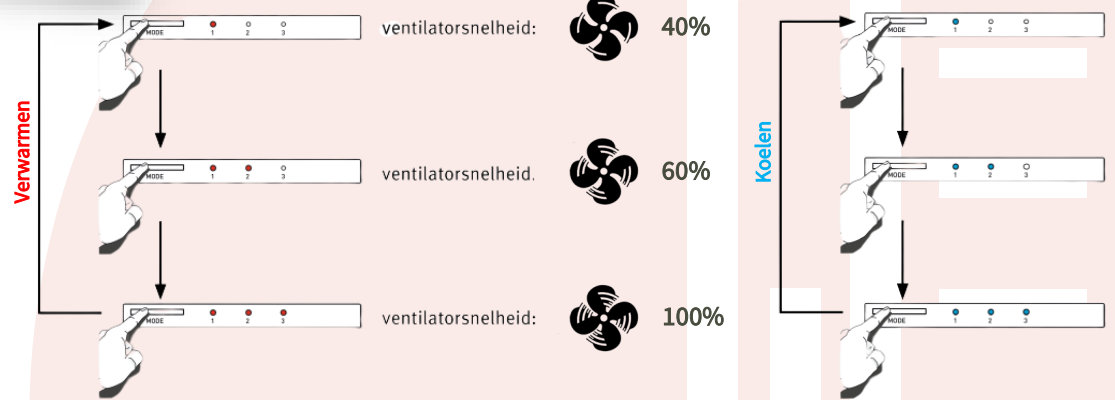 MODE 1 2 3
ventilatorsnelheid: 40%
MODE 1 2 3
Verwarmen
MODE 1 2 3
ventilatorsnelheid. 60%
Koelen
MODE 1 2 3
MODE 1 2 3
ventilatorsnelheid: 100%
MODE 1 2 3